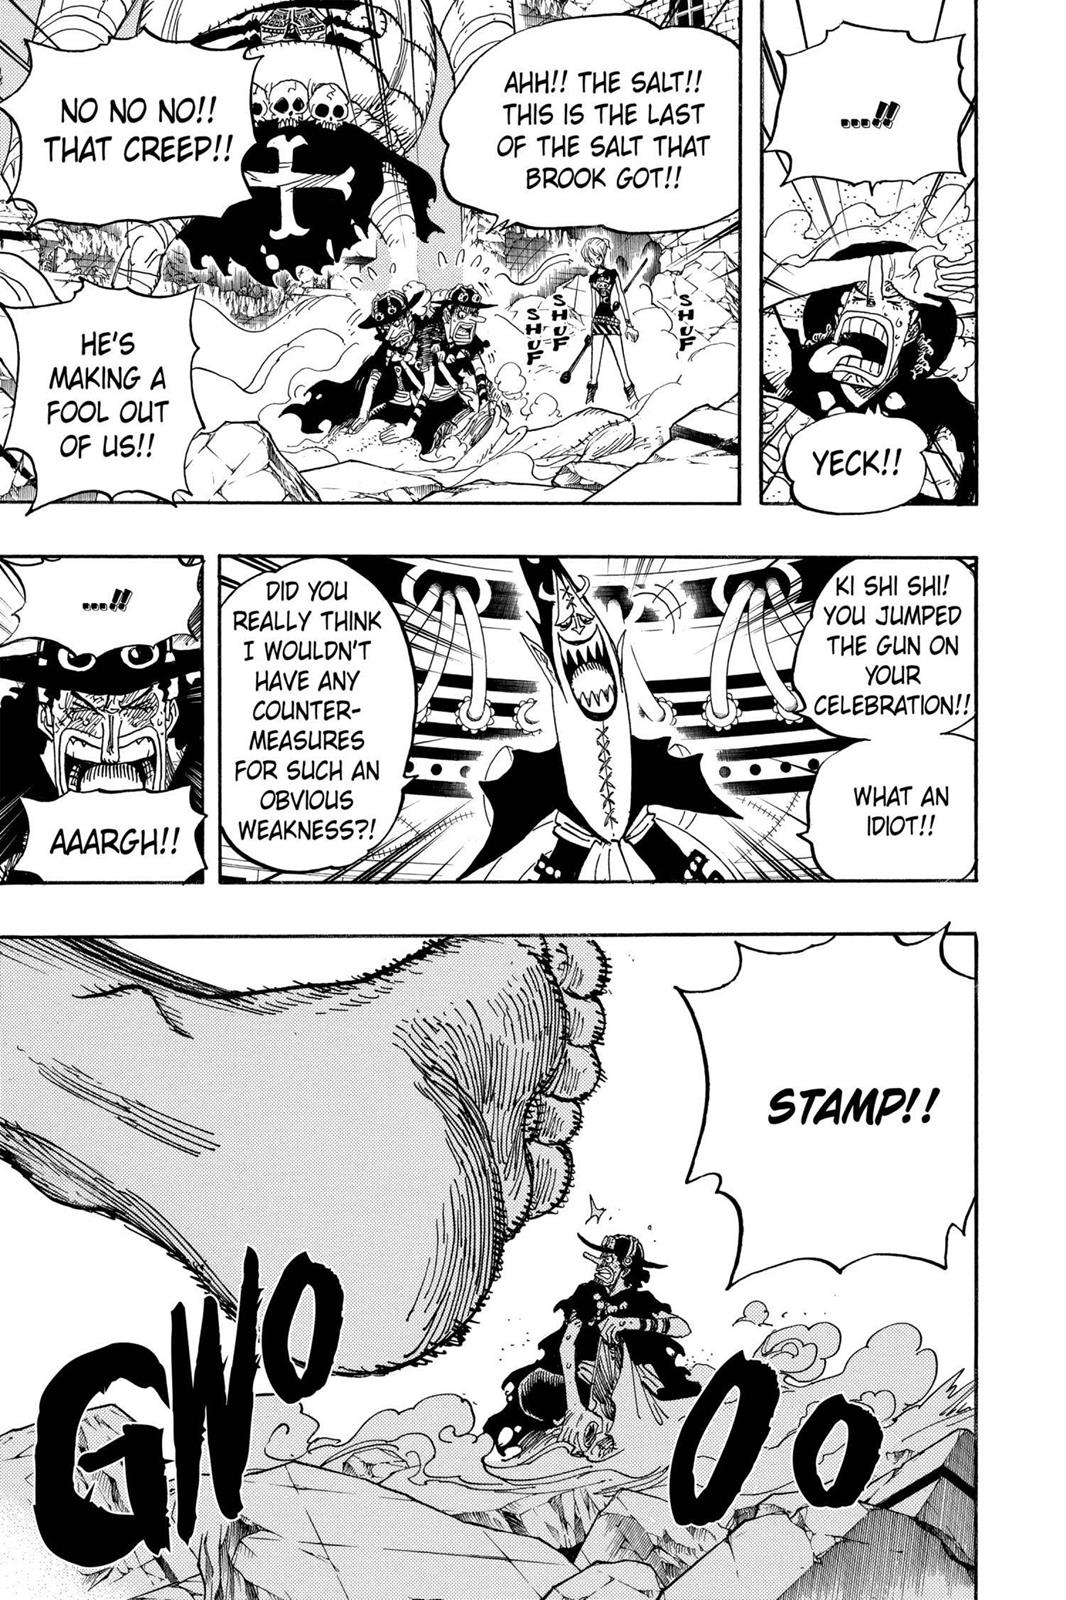 ...!!
YECK!!
AHH!! THE SALT!!
THIS IS THE LAST
OF THE SALT THAT
BROOK GOT!!
SHUF
SHUF
SHUF
NO NO NO!!
THAT CREEP!!
HE'S
MAKING A
FOOL OUT
OF US!!
KI SHI SHI!
YOU JUMPED
THE GUN ON
YOUR
CELEBRATION!!
WHAT AN
IDIOT!!
DID YOU
REALLY THINK
I WOULDN'T
HAVE ANY
COUNTER-
MEASURES
FOR SUCH AN
OBVIOUS
WEAKNESS?!
...!!
AAARGH!!
STAMP!!
GWO
OO